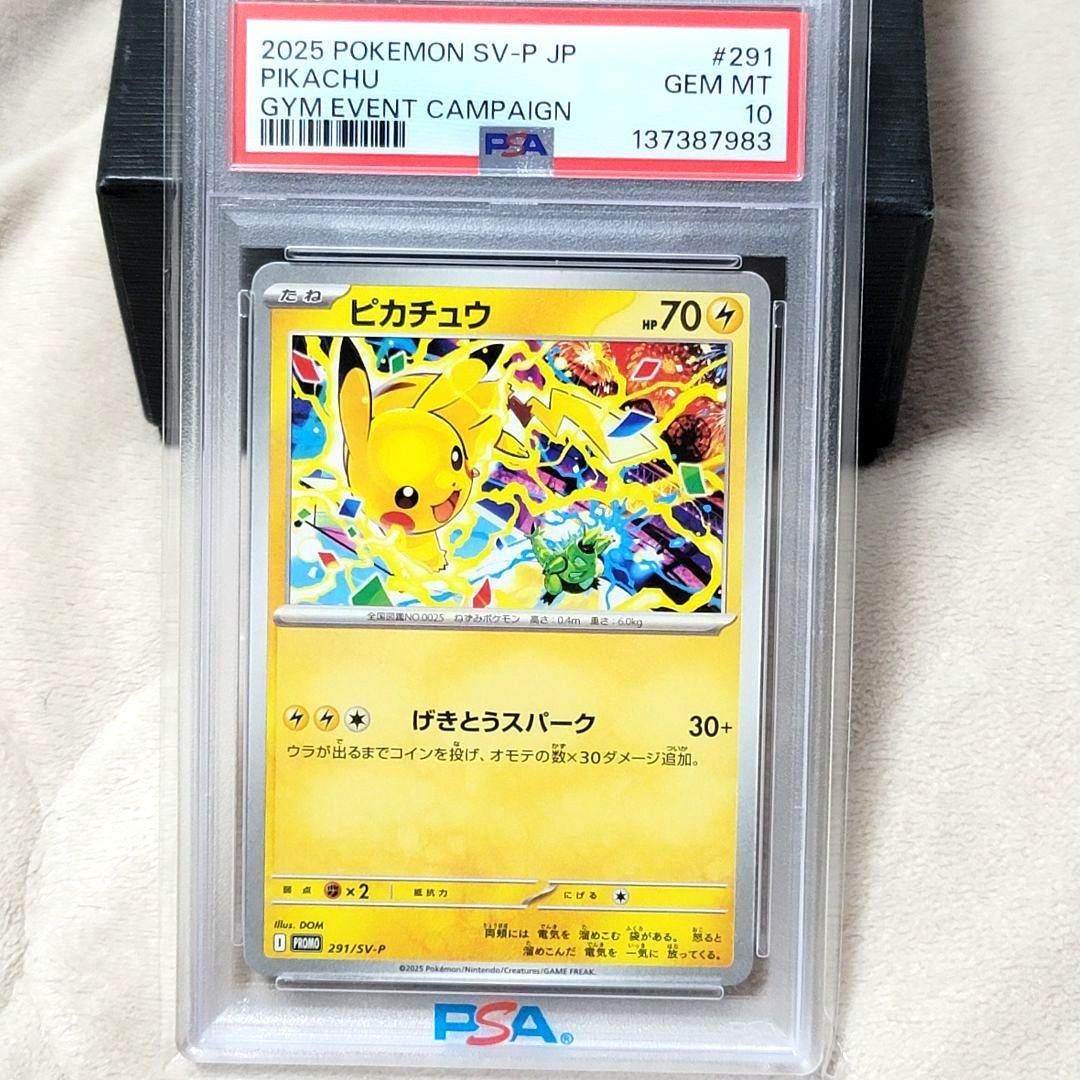 2025 POKEMON SV-P JP #291
PIKACHU GEM MT
GYM EVENT CAMPAIGN 10
PSA 137387983
たね ピカチュウ HP70
全国図鑑NO.0025 ねずみポケモン 高さ:0.4m 重さ:6.0kg
げきとうスパーク 30+
ウラが出るまでコインを投げ、オモテの数×30ダメージ追加。
弱点 ×2 抵抗力 にげる
Illus. DOM
両頬には 電気を 溜めこむ 袋がある。 怒ると
溜めこんだ 電気を 一気に 放ってくる。
I PROMO 291/SV-P
©2025 Pokémon/Nintendo/Creatures/GAME FREAK.
PSA®